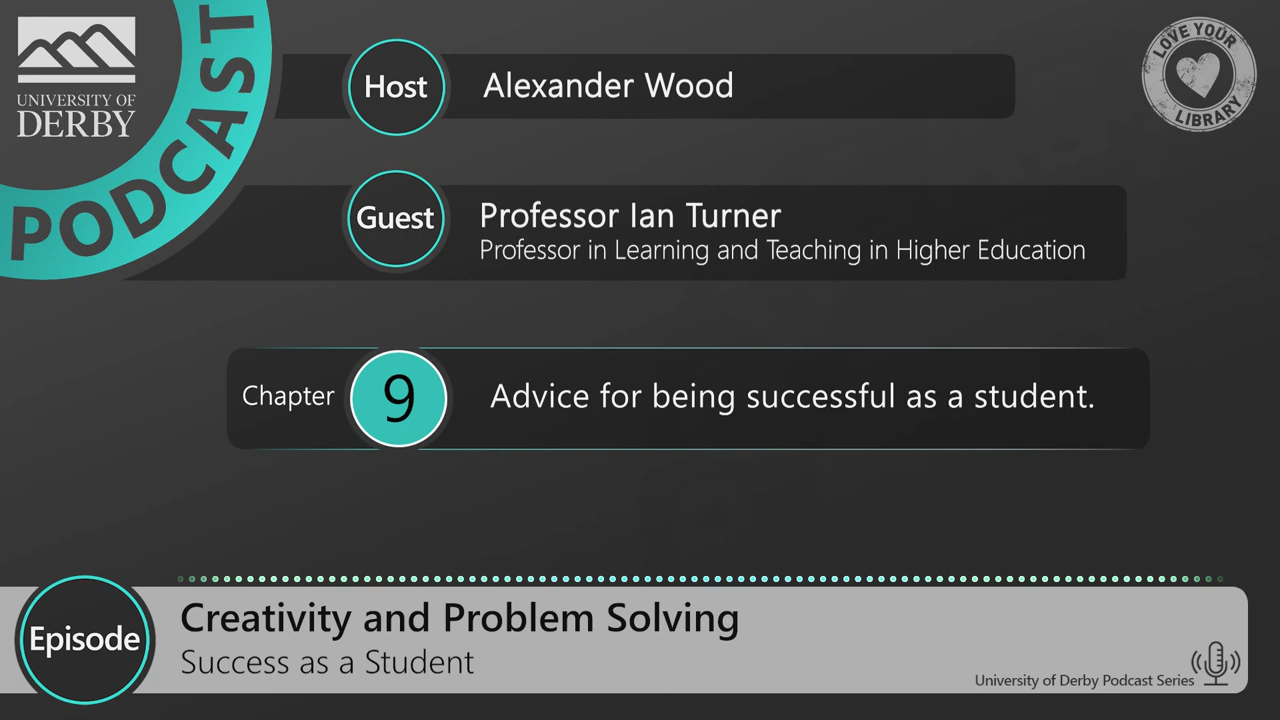 UNIVERSITY OF
DERBY
PODCAST
Host
Alexander Wood
LOVE YOUR
LIBRARY
Guest
Professor Ian Turner
Professor in Learning and Teaching in Higher Education
Chapter
9
Advice for being successful as a student.
Episode
Creativity and Problem Solving
Success as a Student
University of Derby Podcast Series